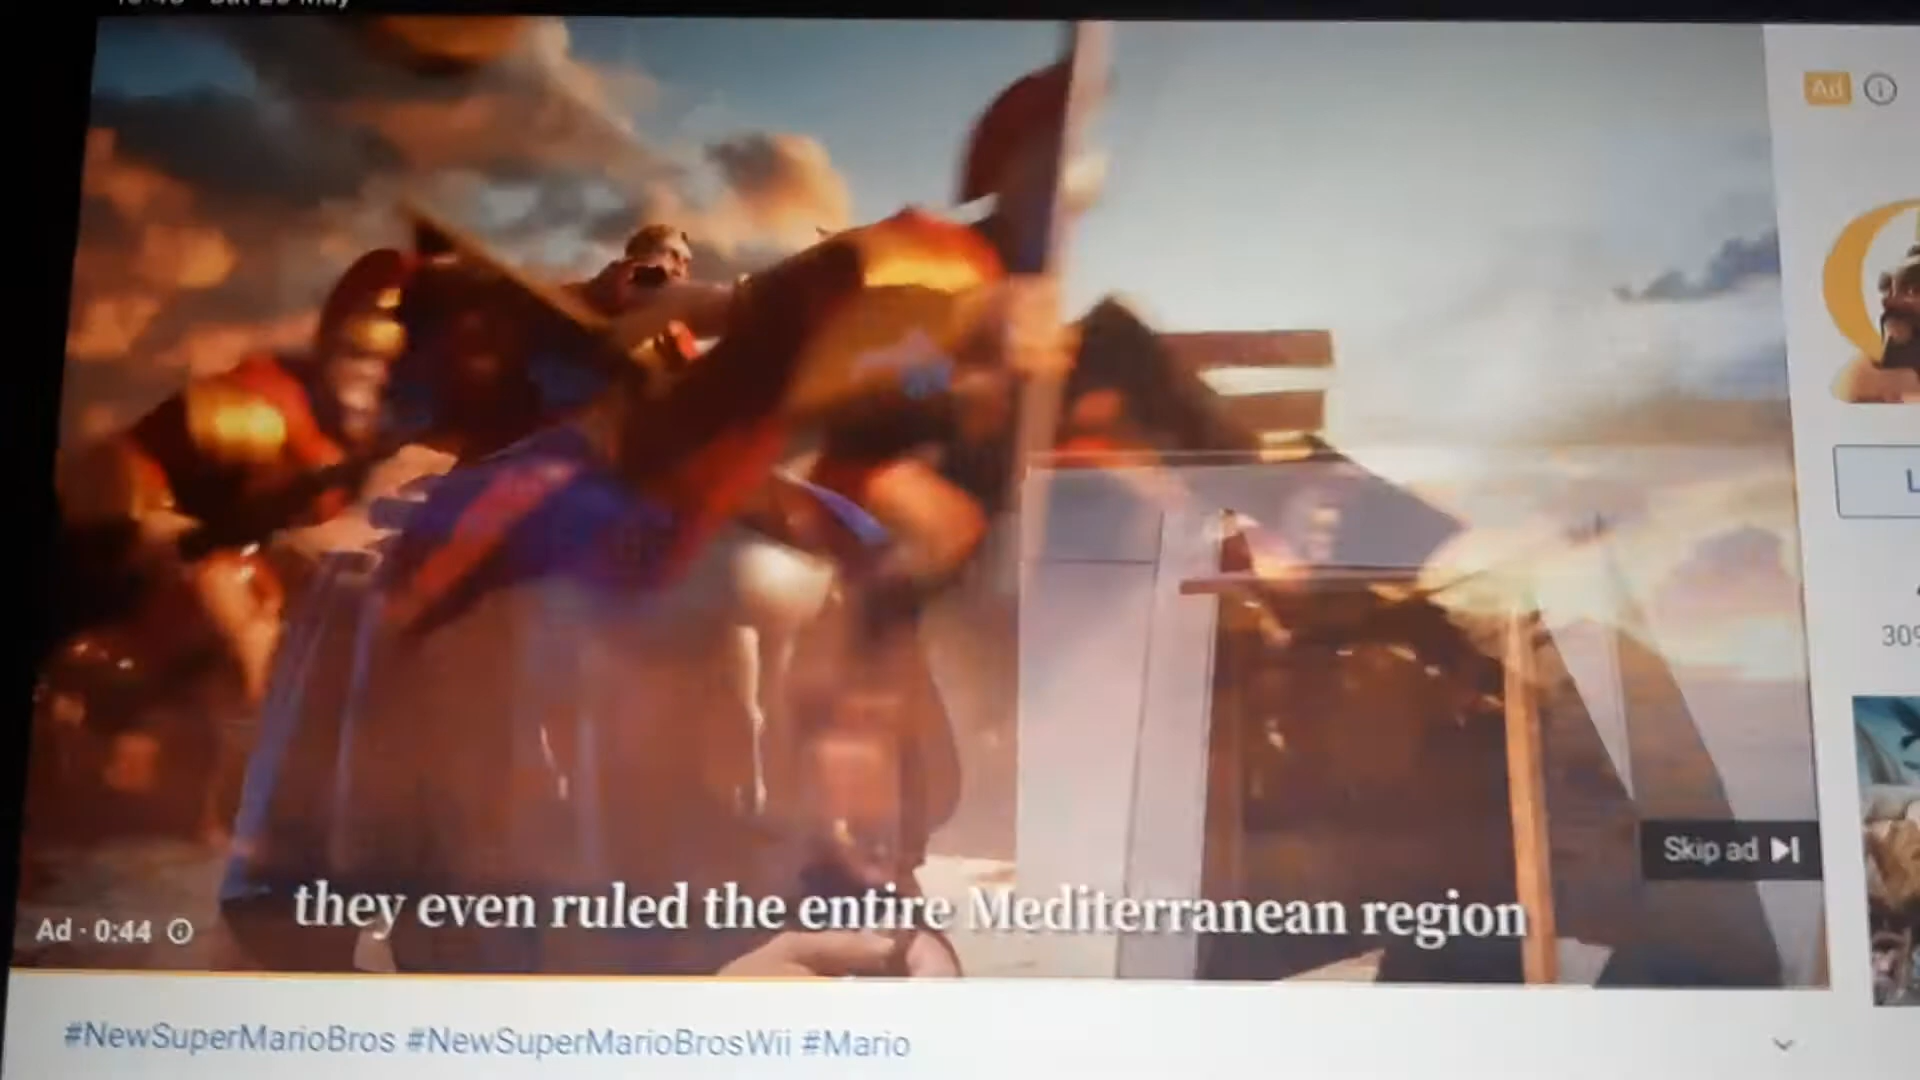 Ad
they even ruled the entire Mediterranean region
Skip ad
Ad · 0:44
#NewSuperMarioBros #NewSuperMarioBrosWii #Mario